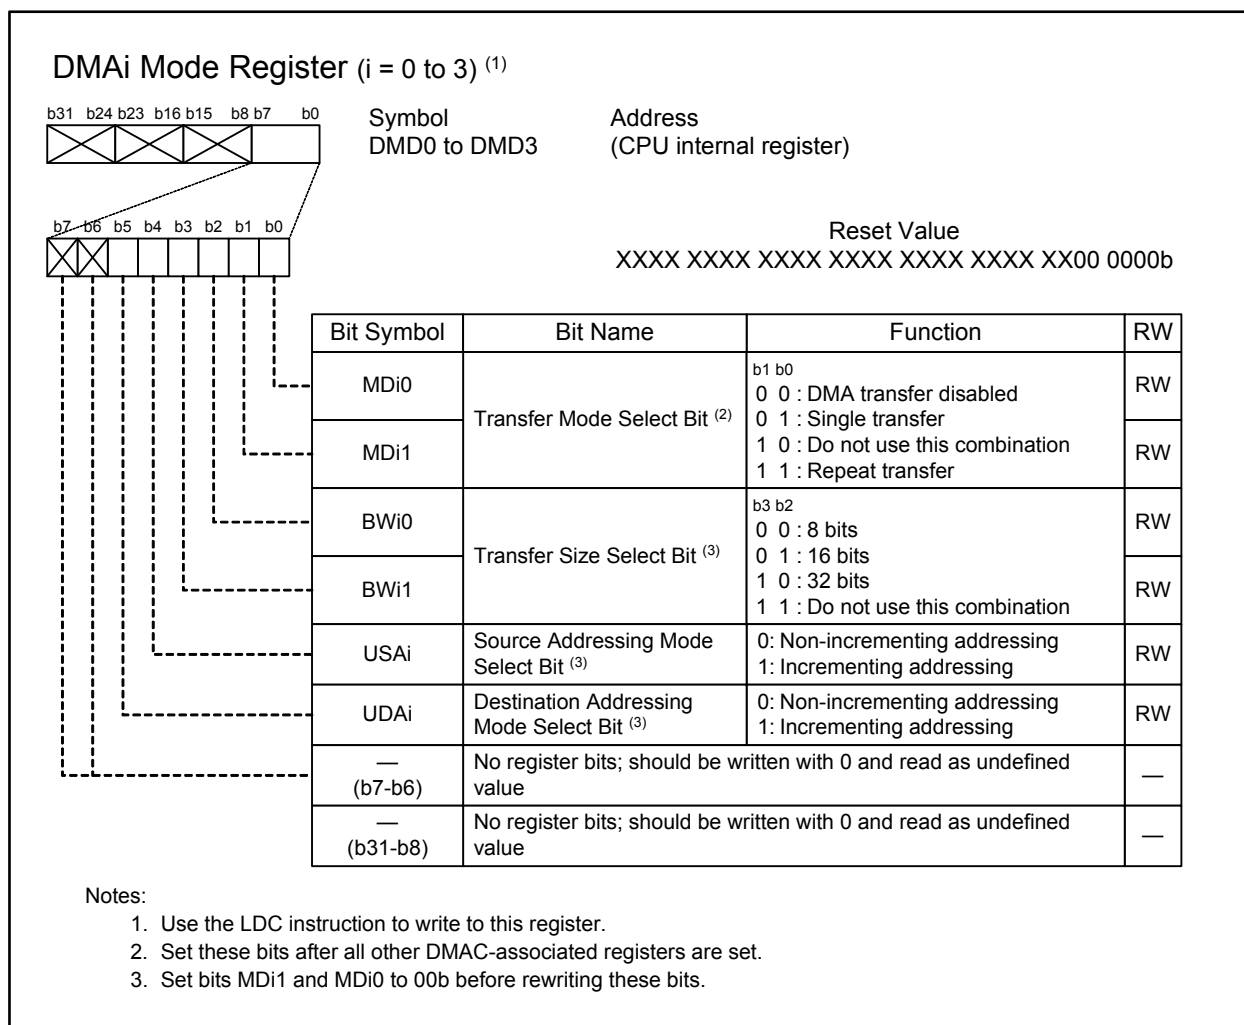 DMAi Mode Register (i = 0 to 3) (1)
b31 b24 b23 b16 b15 b8 b7 b0
Symbol Address
DMD0 to DMD3 (CPU internal register)
b7 b6 b5 b4 b3 b2 b1 b0
Reset Value
XXXX XXXX XXXX XXXX XXXX XXXX XX00 0000b
Bit Symbol Bit Name Function RW
MDi0
MDi1
Transfer Mode Select Bit (2)
b1 b0
0 0 : DMA transfer disabled
0 1 : Single transfer
1 0 : Do not use this combination
1 1 : Repeat transfer
RW
RW
BWi0
BWi1
Transfer Size Select Bit (3)
b3 b2
0 0 : 8 bits
0 1 : 16 bits
1 0 : 32 bits
1 1 : Do not use this combination
RW
RW
USAi
Source Addressing Mode
Select Bit (3)
0: Non-incrementing addressing
1: Incrementing addressing
RW
UDAi
Destination Addressing
Mode Select Bit (3)
0: Non-incrementing addressing
1: Incrementing addressing
RW
—
(b7-b6)
No register bits; should be written with 0 and read as undefined
value
—
—
(b31-b8)
No register bits; should be written with 0 and read as undefined
value
—
Notes:
1. Use the LDC instruction to write to this register.
2. Set these bits after all other DMAC-associated registers are set.
3. Set bits MDi1 and MDi0 to 00b before rewriting these bits.